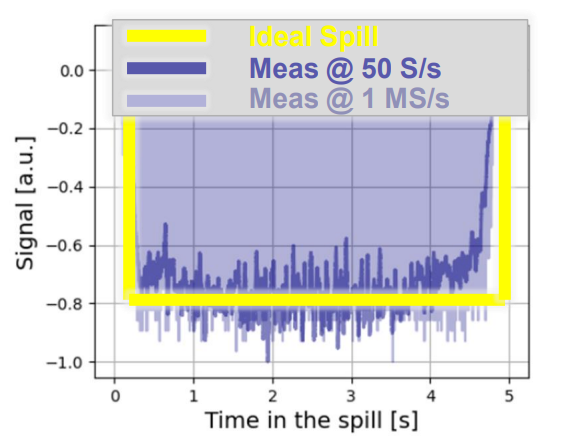 Ideal Spill
Meas @ 50 S/s
Meas @ 1 MS/s
0.0
−0.2
−0.4
−0.6
−0.8
−1.0
Signal [a.u.]
0 1 2 3 4 5
Time in the spill [s]